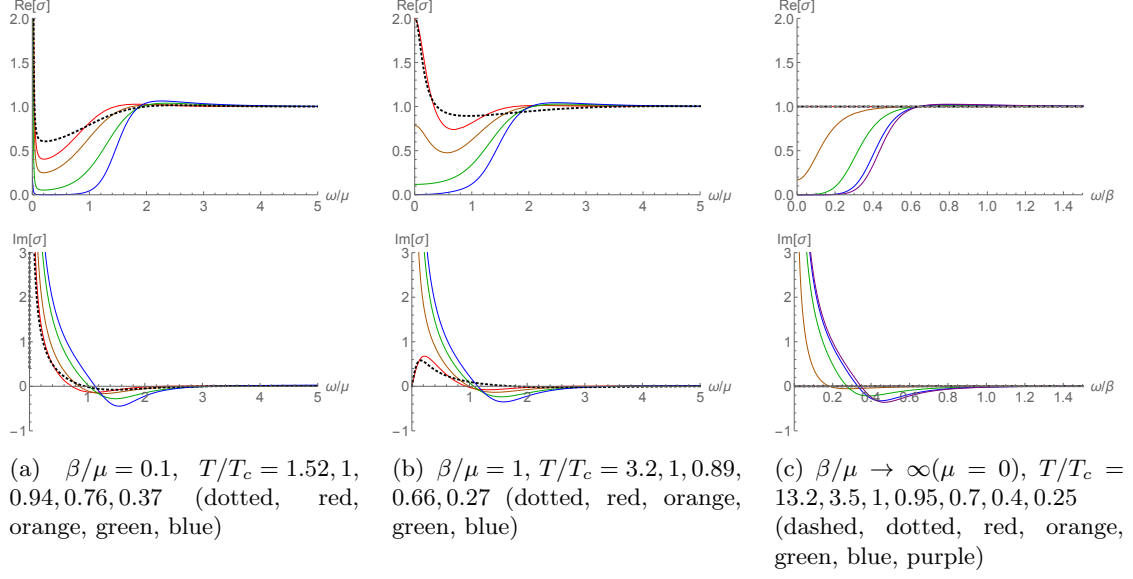 Re[σ]
2.0
1.5
1.0
0.5
0.0
0 1 2 3 4 5
ω/μ
Re[σ]
2.0
1.5
1.0
0.5
0.0
0 1 2 3 4 5
ω/μ
Re[σ]
2.0
1.5
1.0
0.5
0.0
0.0 0.2 0.4 0.6 0.8 1.0 1.2 1.4
ω/β
Im[σ]
3
2
1
0
−1
1 2 3 4 5
ω/μ
Im[σ]
3
2
1
0
−1
1 2 3 4 5
ω/μ
Im[σ]
3
2
1
0
−1
0.2 0.4 0.6 0.8 1.0 1.2 1.4
ω/β
(a) β/μ = 0.1, T/Tc = 1.52, 1,
0.94, 0.76, 0.37 (dotted, red,
orange, green, blue)
(b) β/μ = 1, T/Tc = 3.2, 1, 0.89,
0.66, 0.27 (dotted, red, orange,
green, blue)
(c) β/μ → ∞(μ = 0), T/Tc =
13.2, 3.5, 1, 0.95, 0.7, 0.4, 0.25
(dashed, dotted, red, orange,
green, blue, purple)